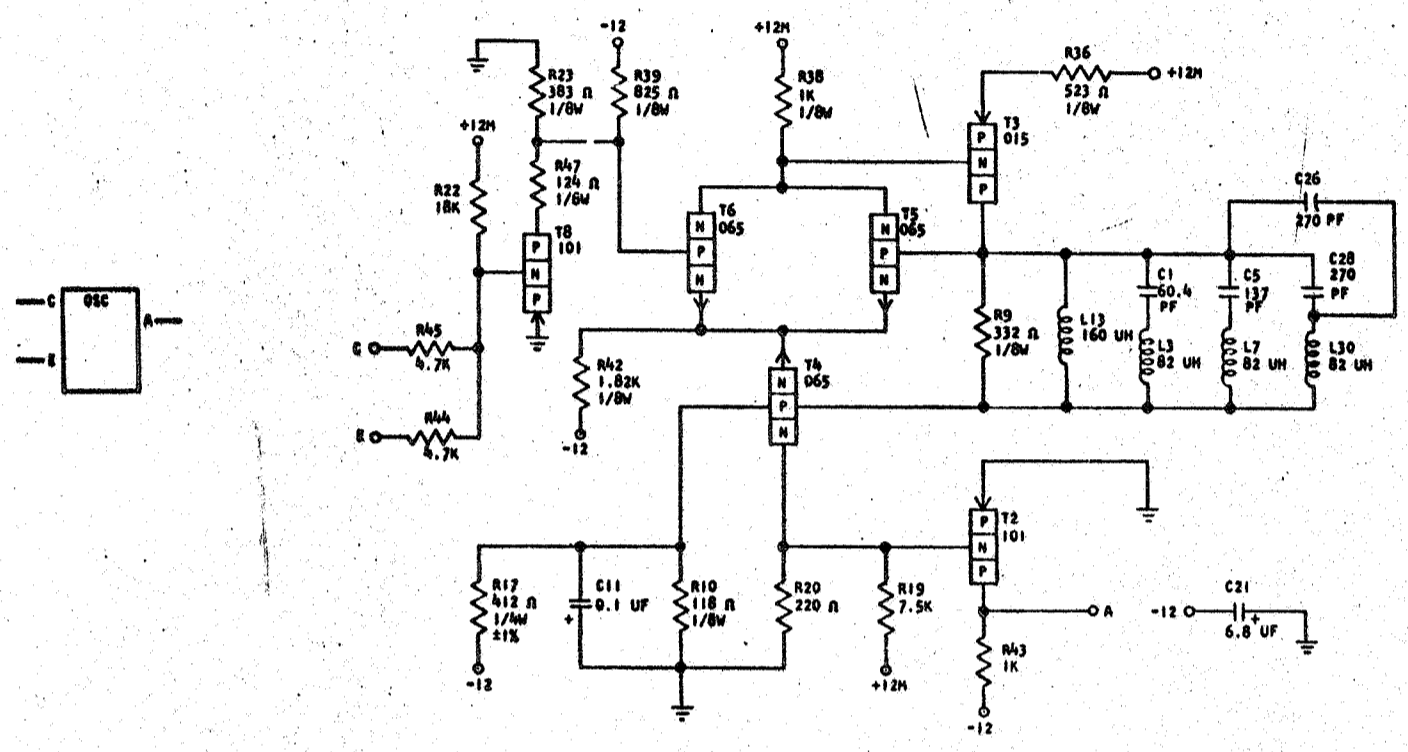 -12
+12M
R36
+12M
523 Ω
1/8W
R23
383 Ω
1/8W
R39
825 Ω
1/8W
R38
1K
1/8W
T3
015
P
N
P
+12M
R22
18K
R47
124 Ω
1/8W
T8
101
P
N
P
T6
065
N
P
N
T5
065
N
P
N
C26
270 PF
C1
60.4
PF
C5
137
PF
C28
270
PF
OSC
G
A
E
R45
G
4.7K
R44
E
4.7K
R42
1.82K
1/8W
-12
T4
065
N
P
N
R9
332 Ω
1/8W
L13
160 UH
L3
82 UH
L7
82 UH
L30
82 UH
T2
101
P
N
P
R17
412 Ω
1/4W
±1%
-12
C11
0.1 UF
+
R10
118 Ω
1/8W
R20
220 Ω
R19
7.5K
+12M
A
R43
1K
-12
-12
C21
+
6.8 UF